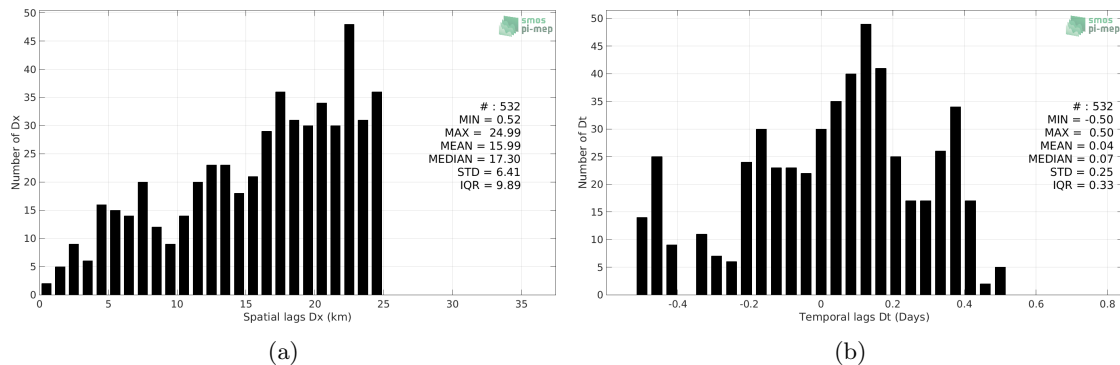 50
45
40
35
30
25
20
15
10
5
0
Number of Dx
smos
pi-mep
# : 532
MIN = 0.52
MAX = 24.99
MEAN = 15.99
MEDIAN = 17.30
STD = 6.41
IQR = 9.89
0 5 10 15 20 25 30 35
Spatial lags Dx (km)
(a)
50
45
40
35
30
25
20
15
10
5
0
Number of Dt
smos
pi-mep
# : 532
MIN = -0.50
MAX = 0.50
MEAN = 0.04
MEDIAN = 0.07
STD = 0.25
IQR = 0.33
-0.4 -0.2 0 0.2 0.4 0.6 0.8
Temporal lags Dt (Days)
(b)